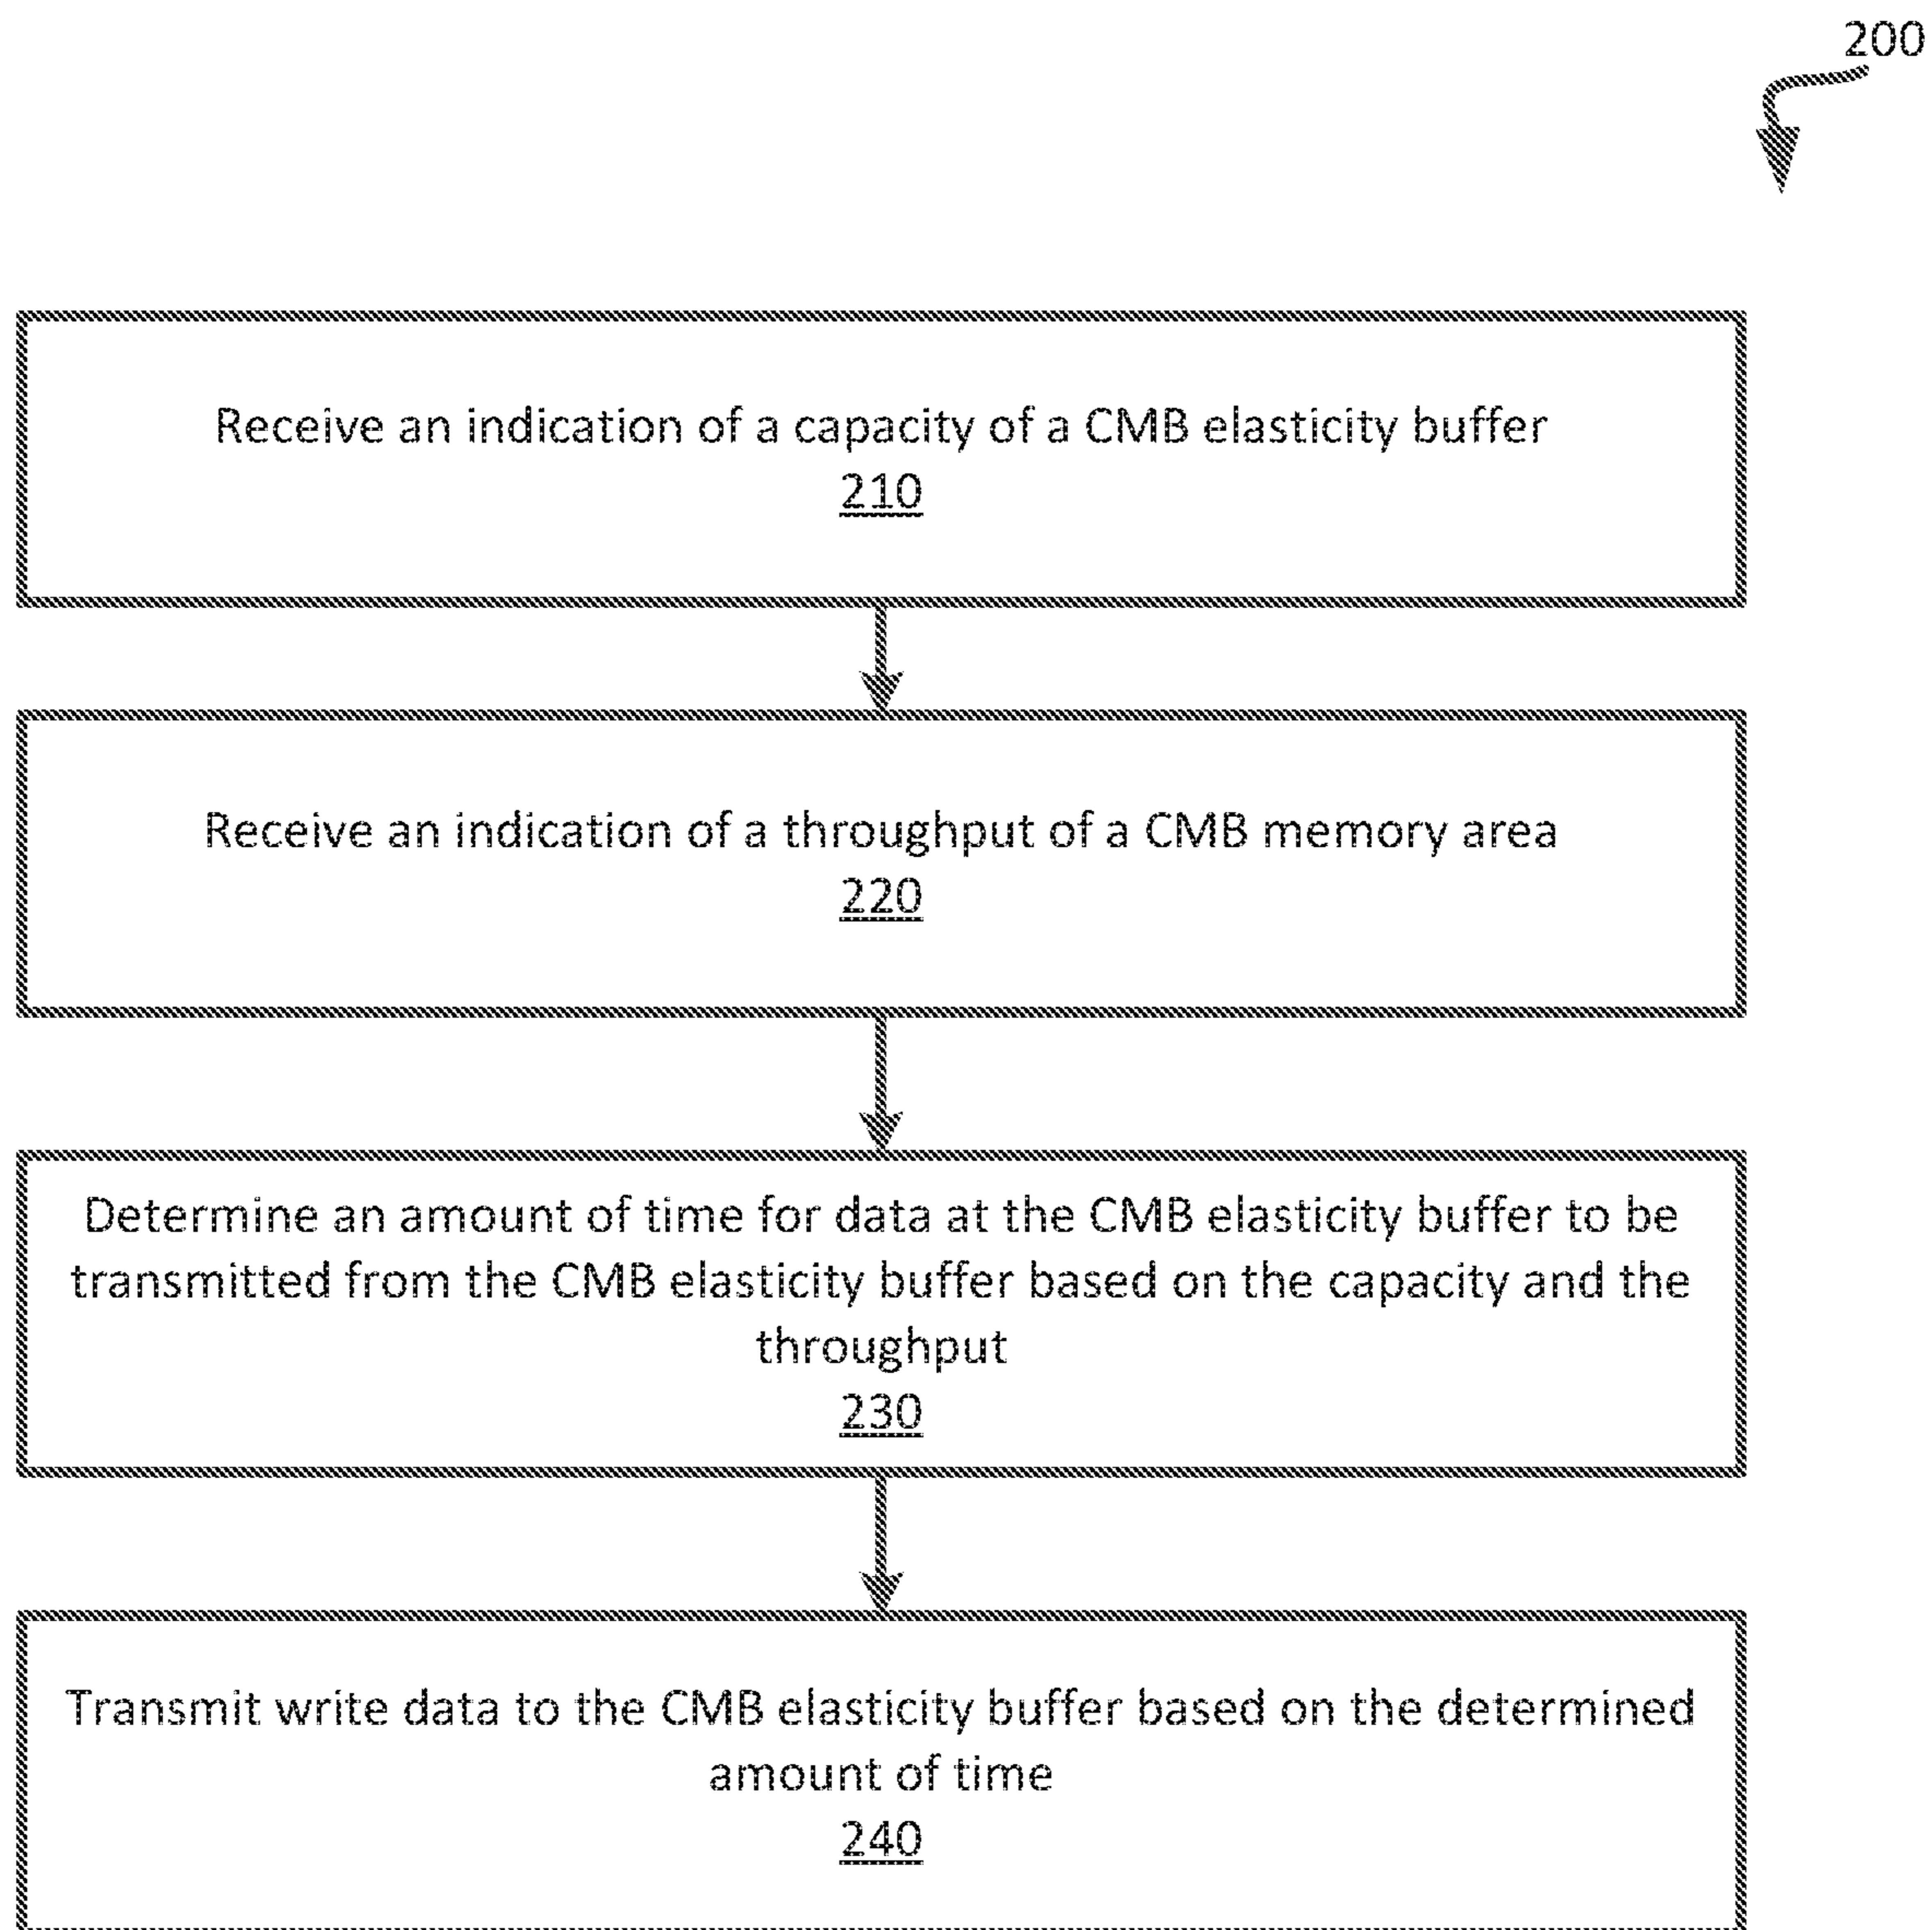 200
Receive an indication of a capacity of a CMB elasticity buffer
210
Receive an indication of a throughput of a CMB memory area
220
Determine an amount of time for data at the CMB elasticity buffer to be
transmitted from the CMB elasticity buffer based on the capacity and the
throughput
230
Transmit write data to the CMB elasticity buffer based on the determined
amount of time
240